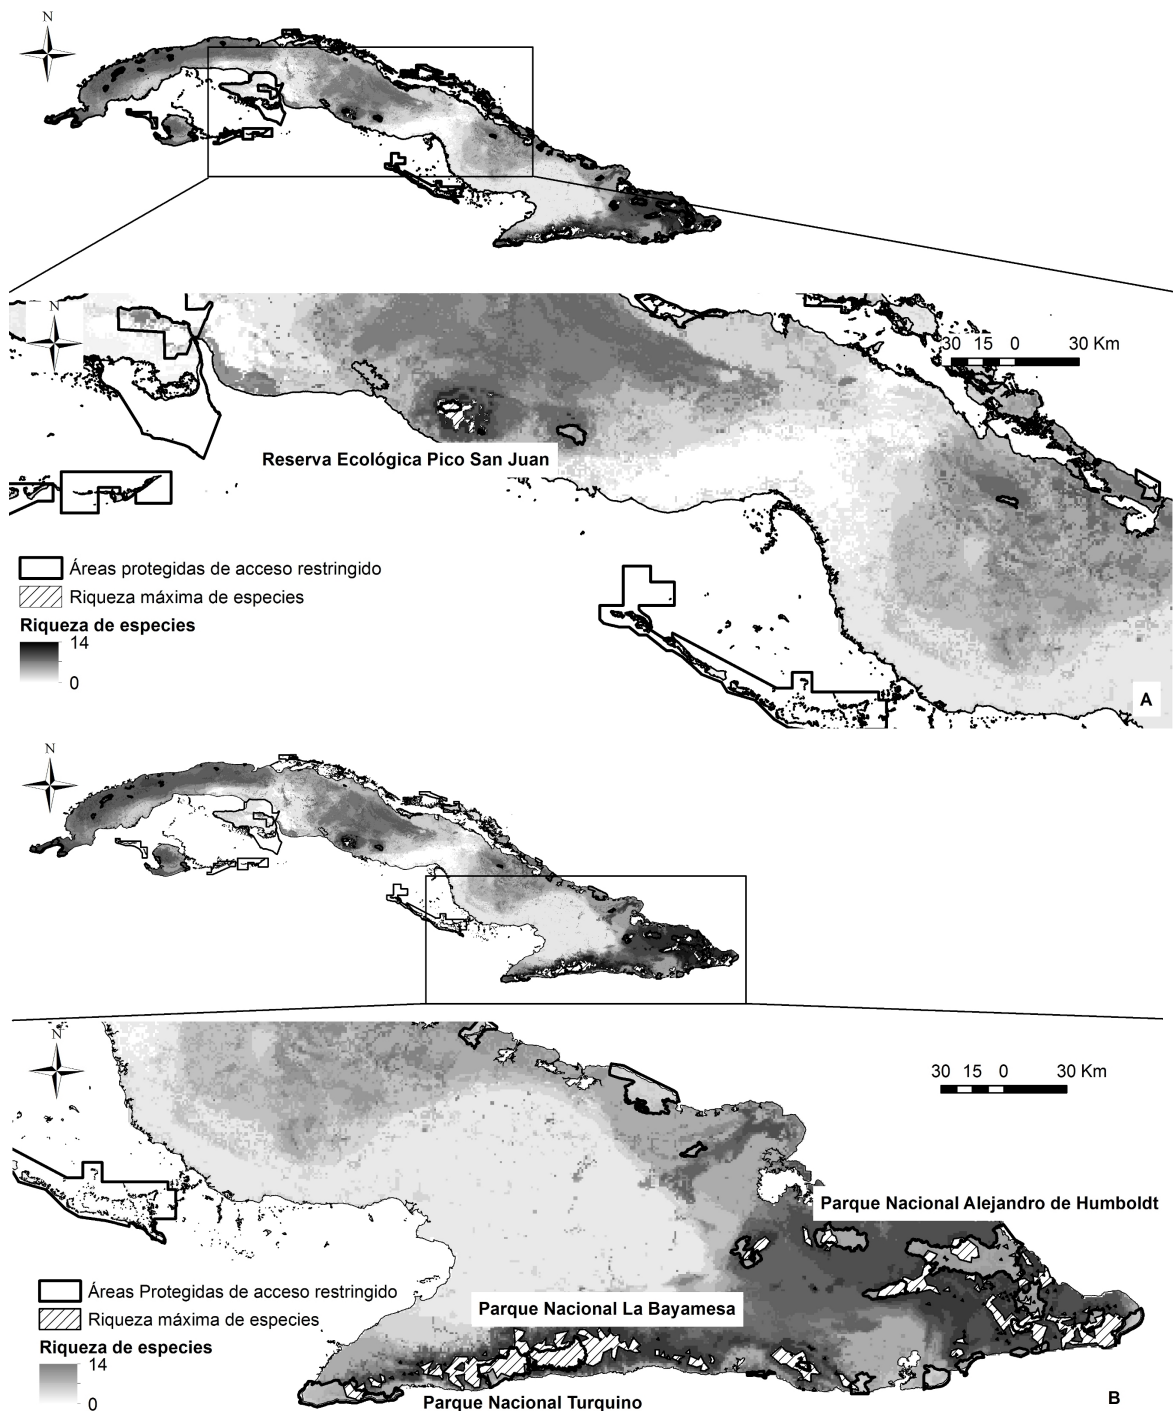 N
N
30 15 0 30 Km
Reserva Ecológica Pico San Juan
Áreas protegidas de acceso restringido
Riqueza máxima de especies
Riqueza de especies
14
0
A
N
N
30 15 0 30 Km
Parque Nacional Alejandro de Humboldt
Áreas Protegidas de acceso restringido
Riqueza máxima de especies
Parque Nacional La Bayamesa
Riqueza de especies
14
0
Parque Nacional Turquino
B